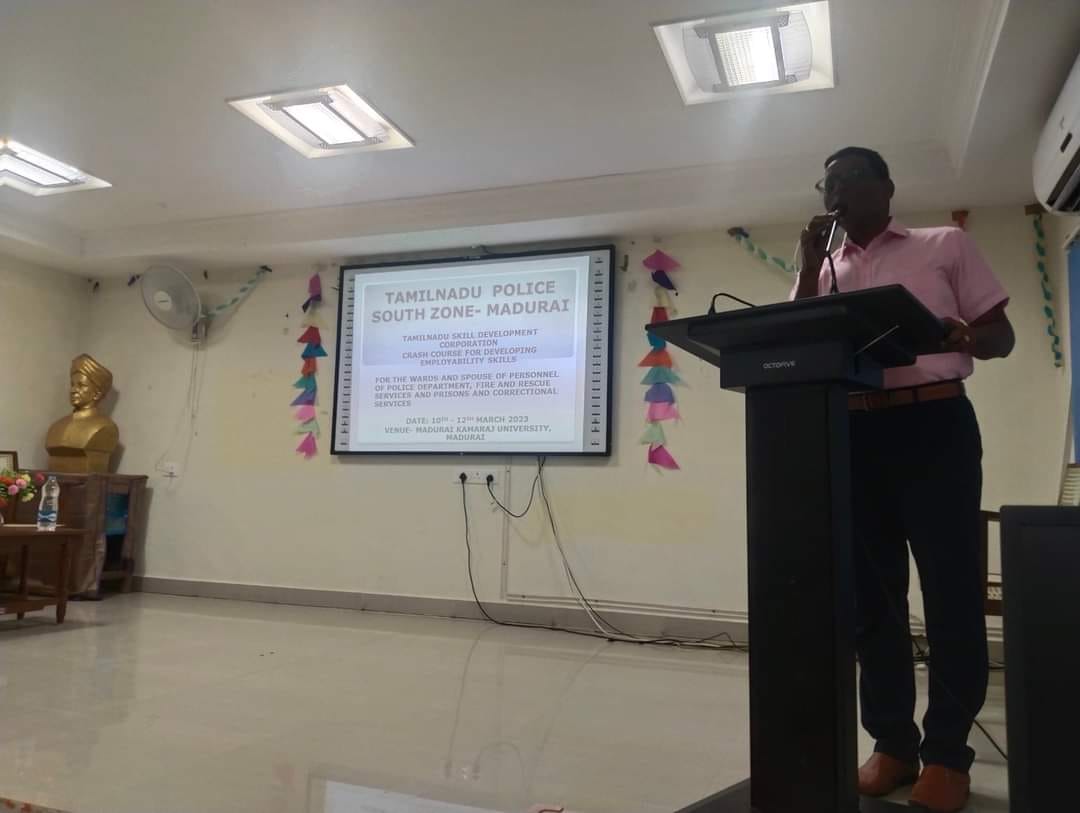 TAMILNADU POLICE
SOUTH ZONE- MADURAI
TAMILNADU SKILL DEVELOPMENT
CORPORATION
CRASH COURSE FOR DEVELOPING
EMPLOYABILITY SKILLS
FOR THE WARDS AND SPOUSE OF PERSONNEL
OF POLICE DEPARTMENT, FIRE AND RESCUE
SERVICES AND PRISONS AND CORRECTIONAL
SERVICES
DATE: 10TH - 12TH MARCH 2023
VENUE- MADURAI KAMARAJ UNIVERSITY,
MADURAI
OCTOFIVE